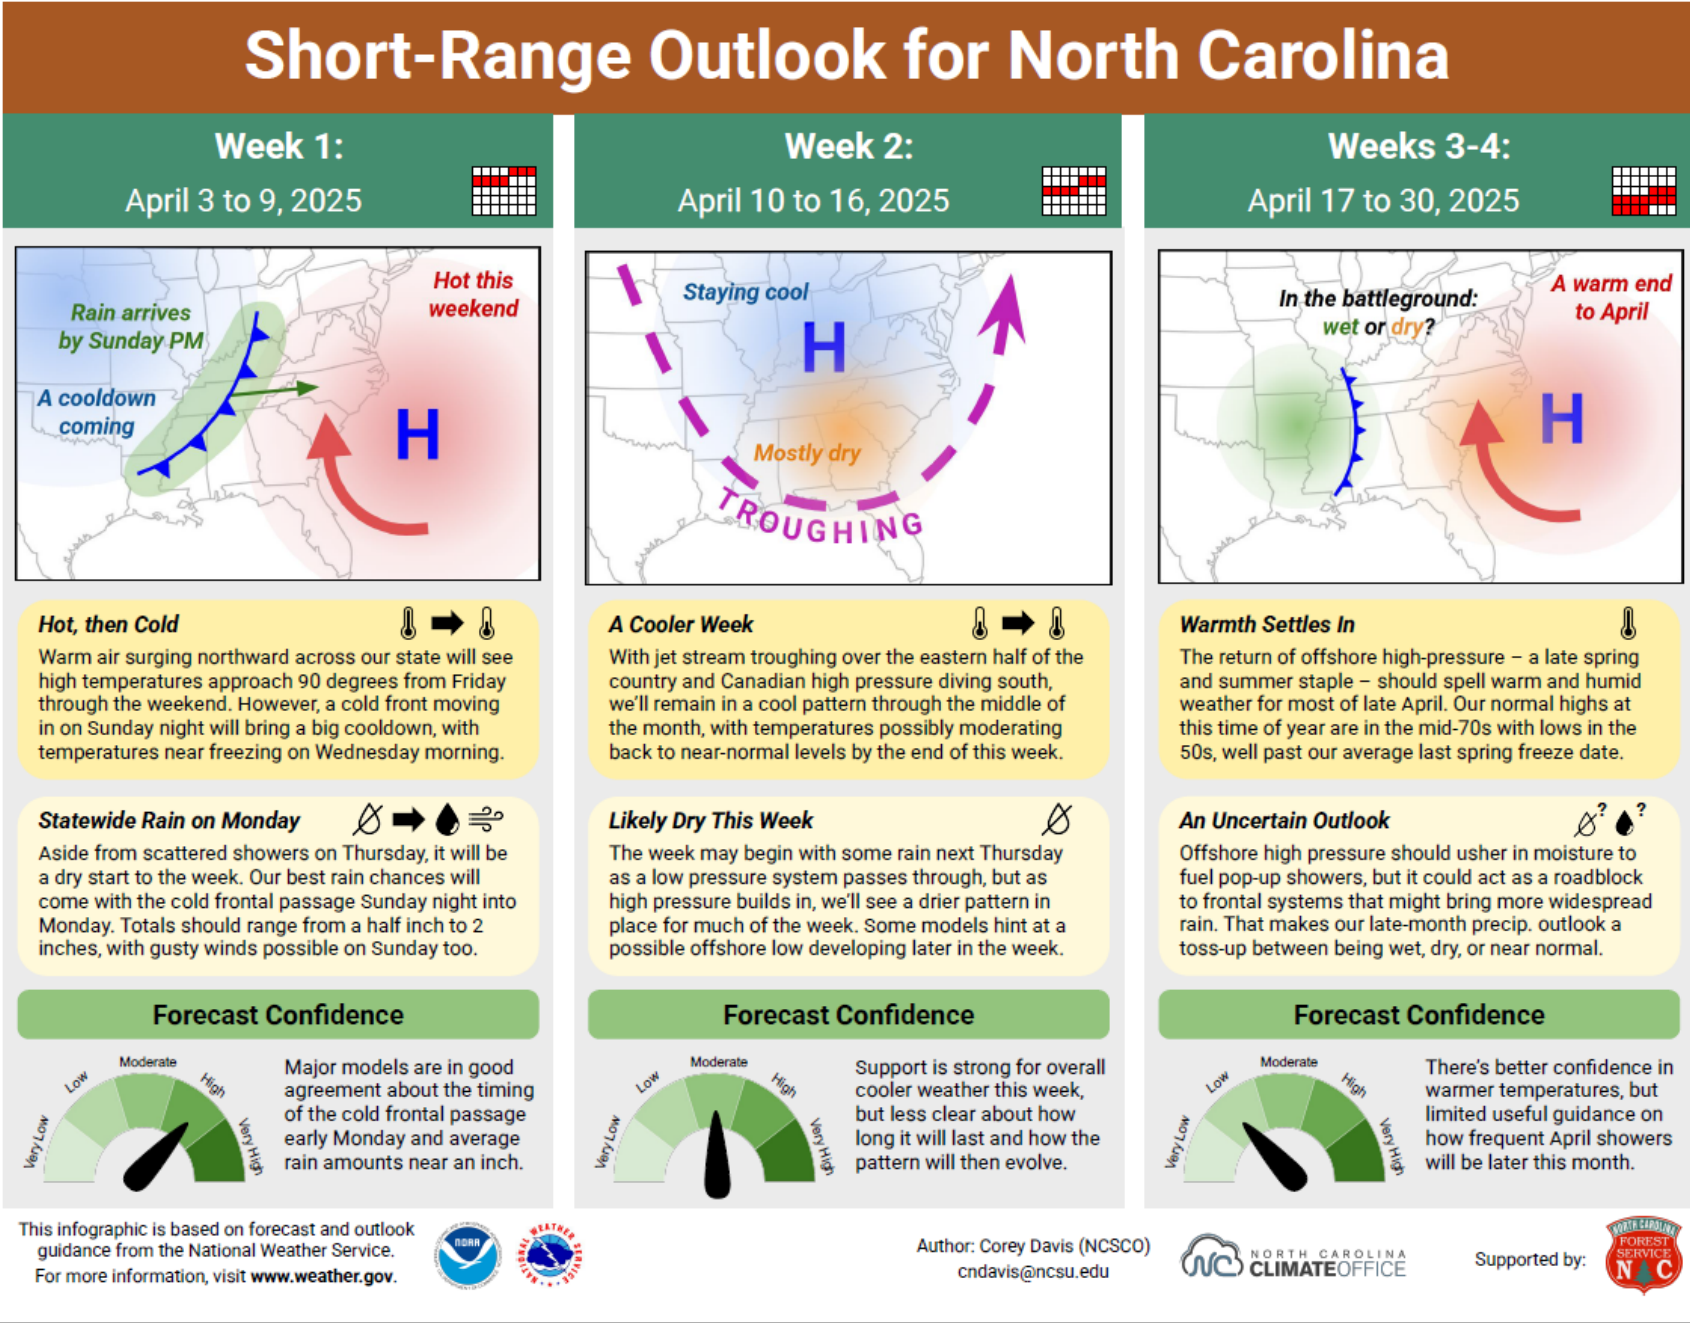 Short-Range Outlook for North Carolina
Week 1:
April 3 to 9, 2025
Hot this
weekend
Rain arrives
by Sunday PM
A cooldown
coming
H
Hot, then Cold
Warm air surging northward across our state will see
high temperatures approach 90 degrees from Friday
through the weekend. However, a cold front moving
in on Sunday night will bring a big cooldown, with
temperatures near freezing on Wednesday morning.
Statewide Rain on Monday
Aside from scattered showers on Thursday, it will be
a dry start to the week. Our best rain chances will
come with the cold frontal passage Sunday night into
Monday. Totals should range from a half inch to 2
inches, with gusty winds possible on Sunday too.
Forecast Confidence
Very Low
Low
Moderate
High
Very High
Major models are in good
agreement about the timing
of the cold frontal passage
early Monday and average
rain amounts near an inch.
Week 2:
April 10 to 16, 2025
Staying cool
H
Mostly dry
TROUGHING
A Cooler Week
With jet stream troughing over the eastern half of the
country and Canadian high pressure diving south,
we'll remain in a cool pattern through the middle of
the month, with temperatures possibly moderating
back to near-normal levels by the end of this week.
Likely Dry This Week
The week may begin with some rain next Thursday
as a low pressure system passes through, but as
high pressure builds in, we'll see a drier pattern in
place for much of the week. Some models hint at a
possible offshore low developing later in the week.
Forecast Confidence
Very Low
Low
Moderate
High
Very High
Support is strong for overall
cooler weather this week,
but less clear about how
long it will last and how the
pattern will then evolve.
Weeks 3-4:
April 17 to 30, 2025
A warm end
to April
In the battleground:
wet or dry?
H
Warmth Settles In
The return of offshore high-pressure – a late spring
and summer staple – should spell warm and humid
weather for most of late April. Our normal highs at
this time of year are in the mid-70s with lows in the
50s, well past our average last spring freeze date.
An Uncertain Outlook
? ?
Offshore high pressure should usher in moisture to
fuel pop-up showers, but it could act as a roadblock
to frontal systems that might bring more widespread
rain. That makes our late-month precip. outlook a
toss-up between being wet, dry, or near normal.
Forecast Confidence
Very Low
Low
Moderate
High
Very High
There's better confidence in
warmer temperatures, but
limited useful guidance on
how frequent April showers
will be later this month.
This infographic is based on forecast and outlook
guidance from the National Weather Service.
For more information, visit www.weather.gov.
NOAA
NATIONAL WEATHER SERVICE
Author: Corey Davis (NCSCO)
cndavis@ncsu.edu
NC
NORTH CAROLINA
CLIMATEOFFICE
Supported by:
NORTH CAROLINA
FOREST
SERVICE
N C